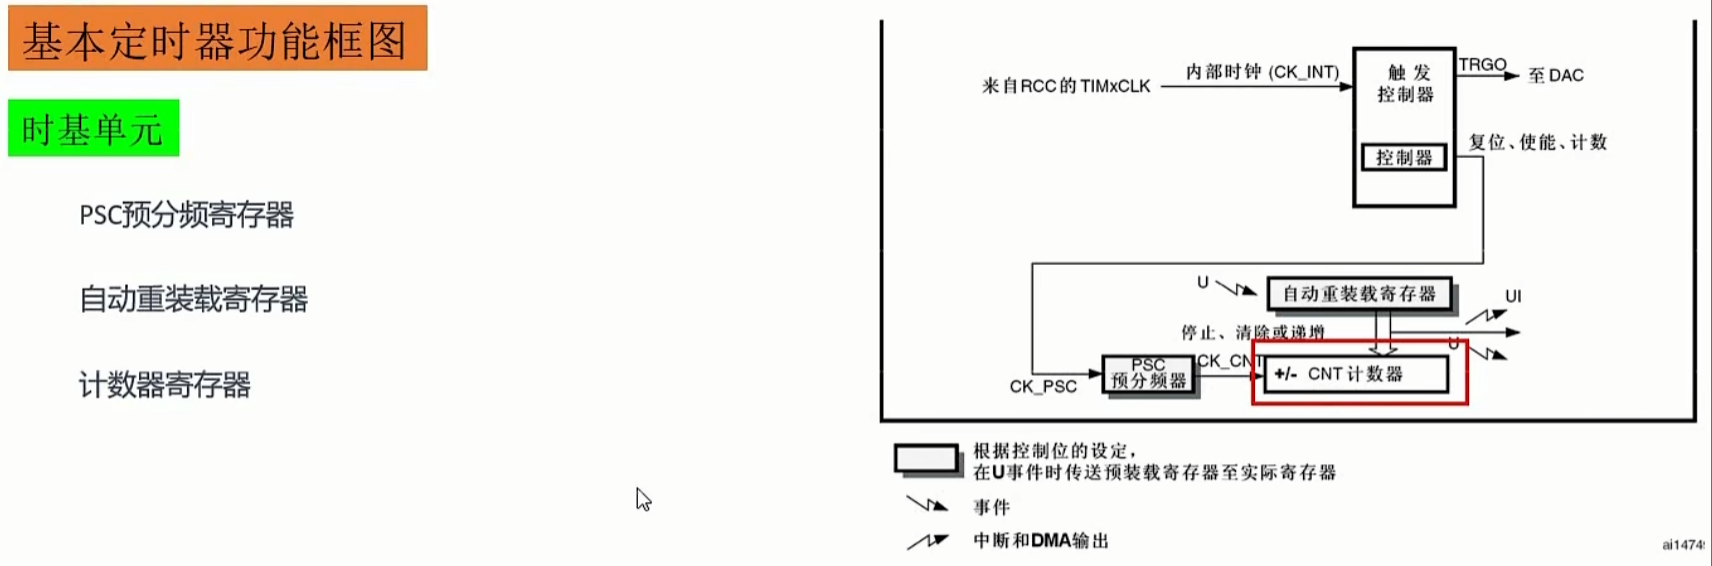 基本定时器功能框图
时基单元
PSC预分频寄存器
自动重装载寄存器
计数器寄存器
来自RCC的TIMxCLK
内部时钟 (CK_INT)
触发
控制器
控制器
TRGO
至DAC
复位、使能、计数
U
自动重装载寄存器
UI
停止、清除或递增
U
CK_PSC
PSC
预分频器
CK_CNT
+/- CNT计数器
根据控制位的设定，
在U事件时传送预装载寄存器至实际寄存器
事件
中断和DMA输出